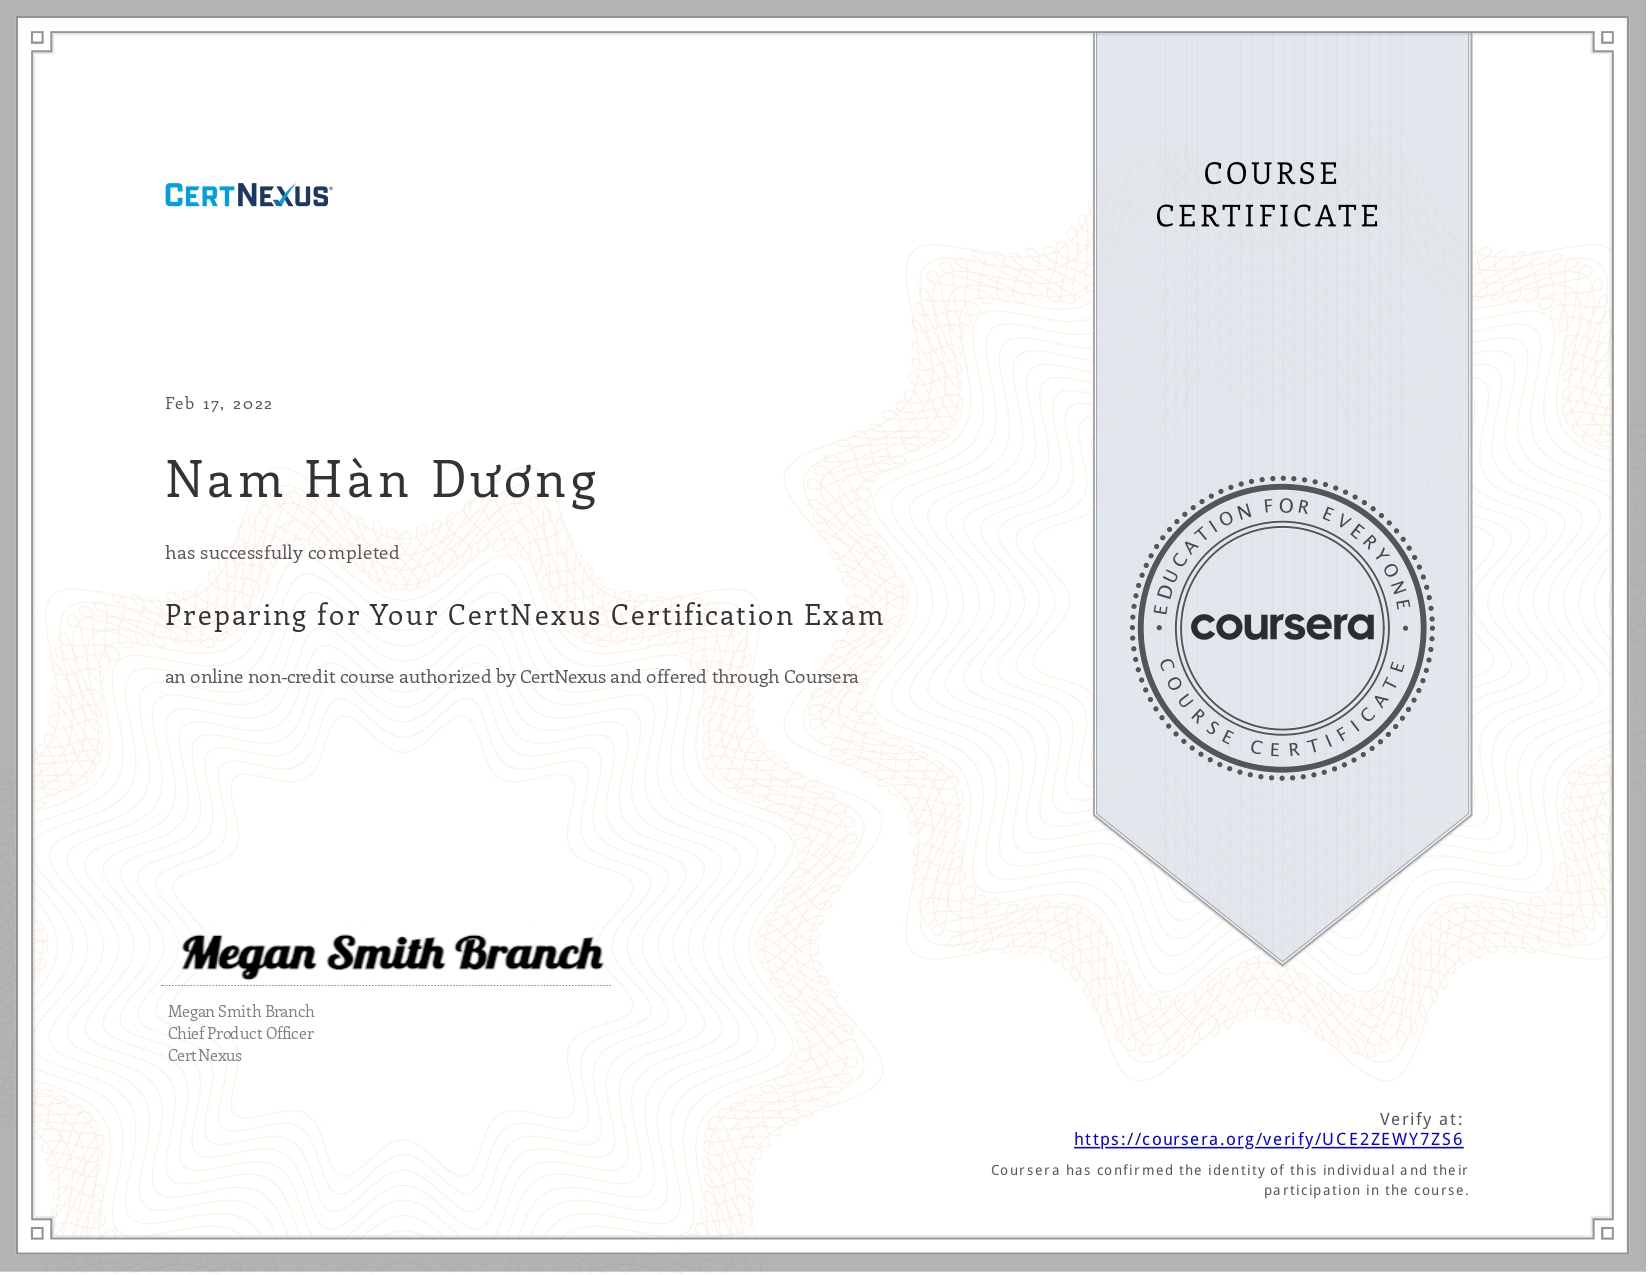 CERTNEXUS
COURSE
CERTIFICATE
Feb 17, 2022
Nam Hàn Dương
has successfully completed
Preparing for Your CertNexus Certification Exam
an online non-credit course authorized by CertNexus and offered through Coursera
EDUCATION FOR EVERYONE
coursera
COURSE CERTIFICATE
Megan Smith Branch
Megan Smith Branch
Chief Product Officer
CertNexus
Verify at:
https://coursera.org/verify/UCE2ZEWY7ZS6
Coursera has confirmed the identity of this individual and their
participation in the course.